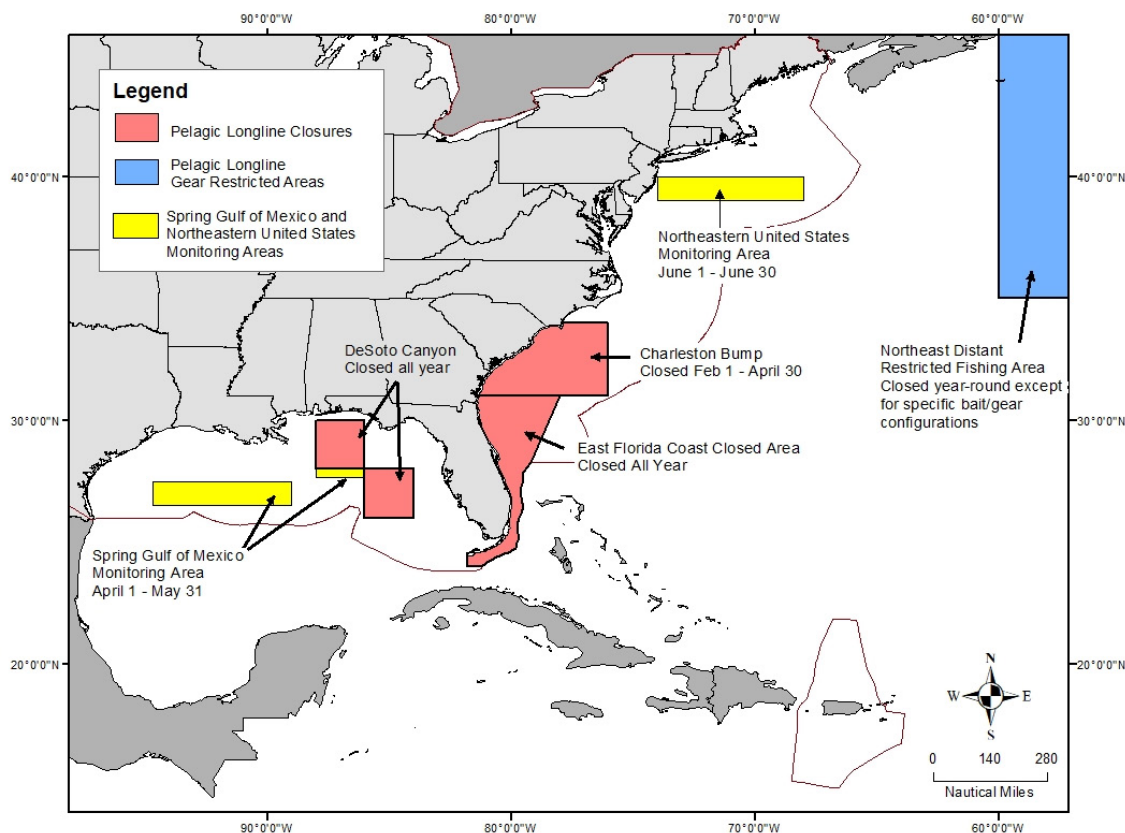 90°0'0"W 80°0'0"W 70°0'0"W 60°0'0"W
Legend
Pelagic Longline Closures
Pelagic Longline
Gear Restricted Areas
Spring Gulf of Mexico and
Northeastern United States
Monitoring Areas
40°0'0"N
40°0'0"N
Northeastern United States
Monitoring Area
June 1 - June 30
DeSoto Canyon
Closed all year
Charleston Bump
Closed Feb 1 - April 30
Northeast Distant
Restricted Fishing Area
Closed year-round except
for specific bait/gear
configurations
30°0'0"N
30°0'0"N
East Florida Coast Closed Area
Closed All Year
Spring Gulf of Mexico
Monitoring Area
April 1 - May 31
20°0'0"N
20°0'0"N
N
W E
S
0 140 280
Nautical Miles
90°0'0"W 80°0'0"W 70°0'0"W 60°0'0"W